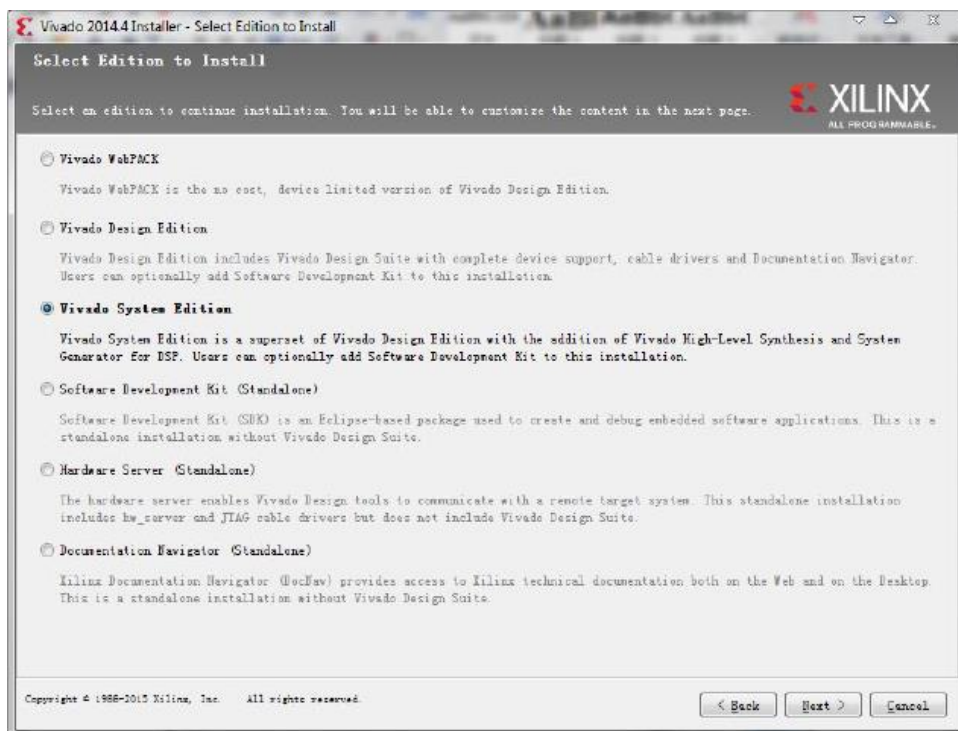 Vivado 2014.4 Installer - Select Edition to Install
Select Edition to Install
Select an edition to continue installation. You will be able to customize the content in the next page.
XILINX
ALL PROGRAMMABLE.
Vivado WebPACK
Vivado WebPACK is the no cost, device limited version of Vivado Design Edition.
Vivado Design Edition
Vivado Design Edition includes Vivado Design Suite with complete device support, cable drivers and Documentation Navigator.
Users can optionally add Software Development Kit to this installation
Vivado System Edition
Vivado System Edition is a superset of Vivado Design Edition with the addition of Vivado High-Level Synthesis and System
Generator for DSP. Users can optionally add Software Development Kit to this installation.
Software Development Kit (Standalone)
Software Development Kit (SDK) is an Eclipse-based package used to create and debug embedded software applications. This is a
standalone installation without Vivado Design Suite.
Hardware Server (Standalone)
The hardware server enables Vivado Design tools to communicate with a remote target system. This standalone installation
includes hw_server and JTAG cable drivers but does not include Vivado Design Suite.
Documentation Navigator (Standalone)
Xilinx Documentation Navigator (DocNav) provides access to Xilinx technical documentation both on the Web and on the Desktop.
This is a standalone installation without Vivado Design Suite.
Copyright © 1986-2015 Xilinx, Inc. All rights reserved.
< Back
Next >
Cancel